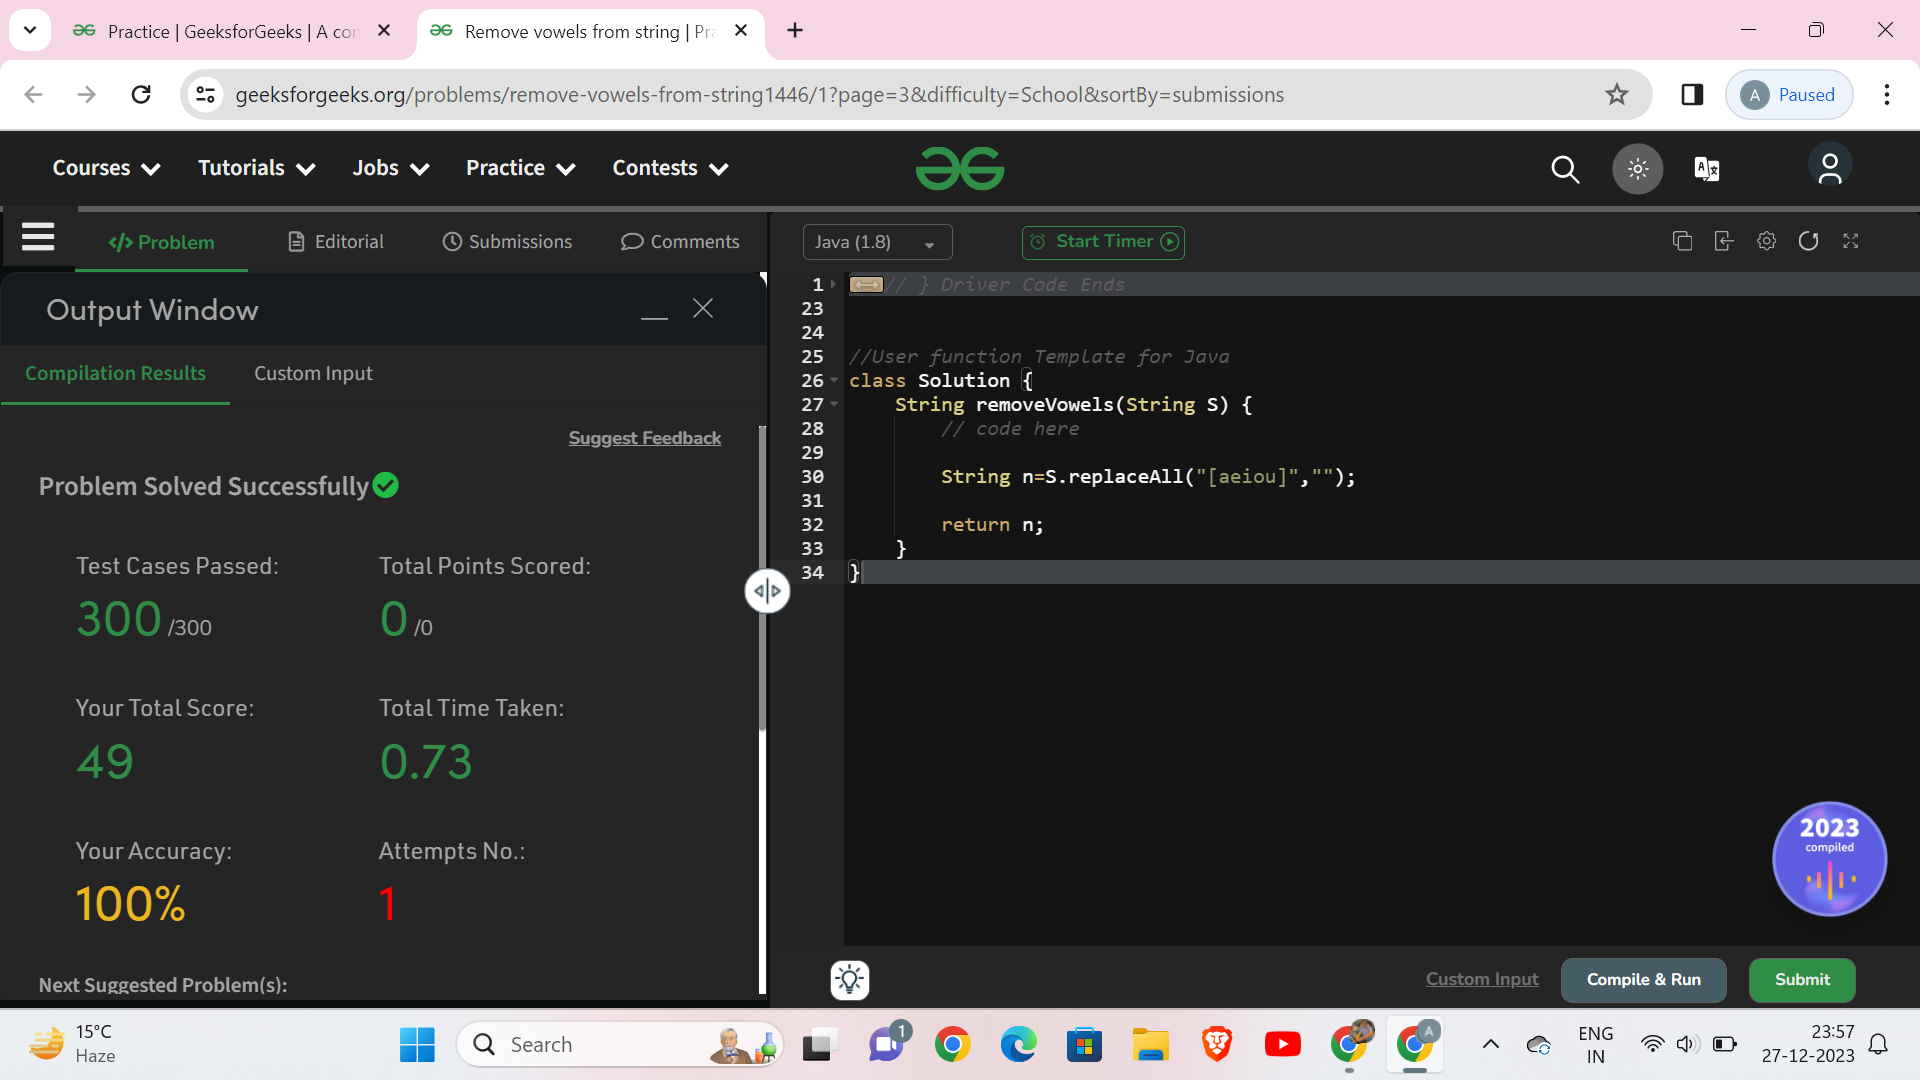 Practice | GeeksforGeeks | A co
Remove vowels from string | Pr
geeksforgeeks.org/problems/remove-vowels-from-string1446/1?page=3&difficulty=School&sortBy=submissions
A Paused
Courses
Tutorials
Jobs
Practice
Contests
</> Problem
Editorial
Submissions
Comments
Java (1.8)
Start Timer
Output Window
Compilation Results
Custom Input
Suggest Feedback
Problem Solved Successfully
Test Cases Passed:
300 /300
Total Points Scored:
0 /0
Your Total Score:
49
Total Time Taken:
0.73
Your Accuracy:
100%
Attempts No.:
1
Next Suggested Problem(s):
1 // } Driver Code Ends
23
24
25 //User function Template for Java
26 class Solution {
27 String removeVowels(String S) {
28 // code here
29
30 String n=S.replaceAll("[aeiou]","");
31
32 return n;
33 }
34 }
2023
compiled
Custom Input
Compile & Run
Submit
15°C
Haze
Search
1
A
ENG
IN
23:57
27-12-2023